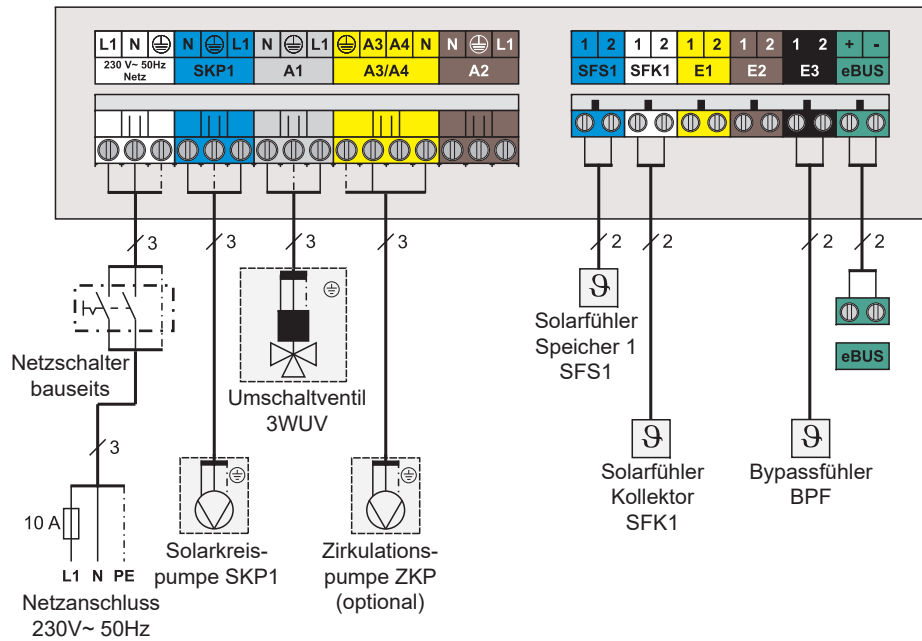 L1 N N L1 N L1 A3 A4 N N L1
230 V~ 50Hz
Netz
SKP1 A1 A3/A4 A2
1 2 1 2 1 2 1 2 1 2 + -
SFS1 SFK1 E1 E2 E3 eBUS
3 3 3 3 2 2 2 2
Netzschalter
bauseits
3
10 A
L1 N PE
Netzanschluss
230V~ 50Hz
Solarkreis-
pumpe SKP1
Umschaltventil
3WUV
Zirkulations-
pumpe ZKP
(optional)
ϑ
Solarfühler
Speicher 1
SFS1
ϑ
Solarfühler
Kollektor
SFK1
ϑ
Bypassfühler
BPF
eBUS